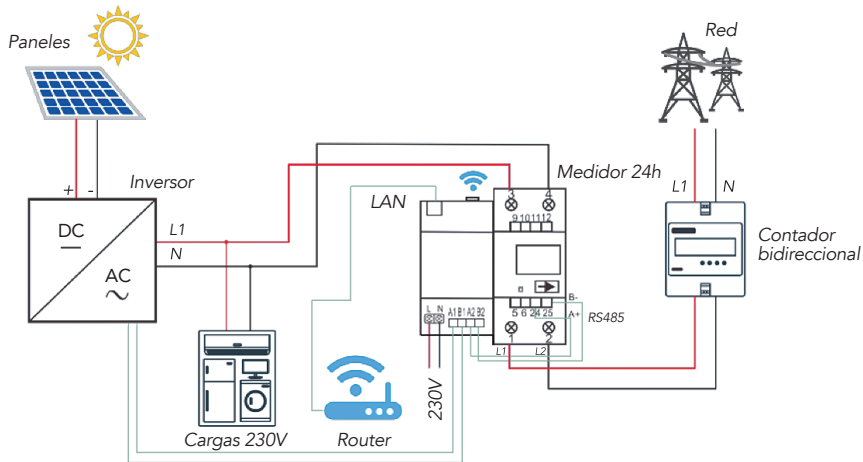 Paneles
Red
Inversor
Medidor 24h
+ -
L1 N
LAN
3 4
DC
L1
9 10 11 12
Contador
bidireccional
N
AC
B-
L N
A1 B1 A2 B2
5 6 24 25
A+
RS485
1 2
L1 L2
230V
Cargas 230V
Router